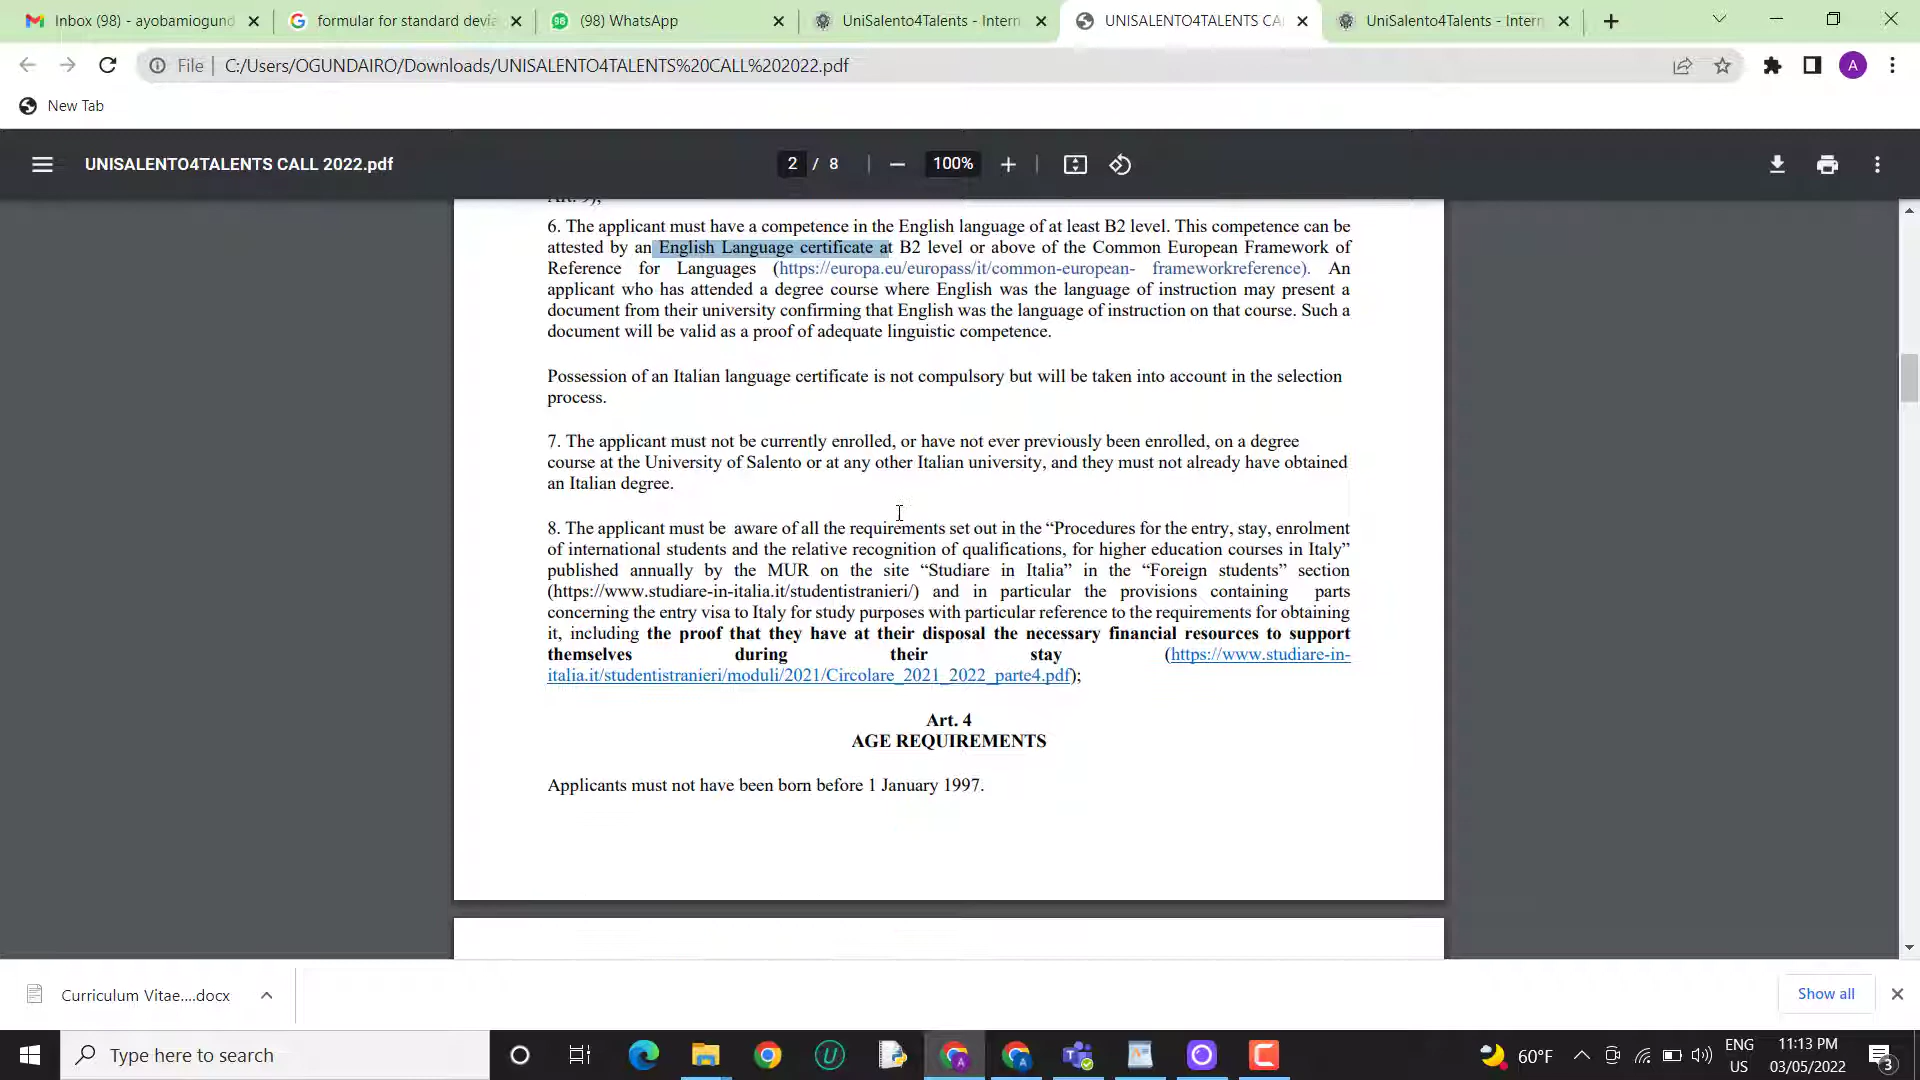 Inbox (98) - ayobamiogund
formular for standard devia
(98) WhatsApp
UniSalento4Talents - Intern
UNISALENTO4TALENTS CA
UniSalento4Talents - Intern
File
C:/Users/OGUNDAIRO/Downloads/UNISALENTO4TALENTS%20CALL%202022.pdf
A
New Tab
UNISALENTO4TALENTS CALL 2022.pdf
2 / 8
100%
Art. 9);
6. The applicant must have a competence in the English language of at least B2 level. This competence can be
attested by an English Language certificate at B2 level or above of the Common European Framework of
Reference for Languages (https://europa.eu/europass/it/common-european- frameworkreference). An
applicant who has attended a degree course where English was the language of instruction may present a
document from their university confirming that English was the language of instruction on that course. Such a
document will be valid as a proof of adequate linguistic competence.
Possession of an Italian language certificate is not compulsory but will be taken into account in the selection
process.
7. The applicant must not be currently enrolled, or have not ever previously been enrolled, on a degree
course at the University of Salento or at any other Italian university, and they must not already have obtained
an Italian degree.
8. The applicant must be aware of all the requirements set out in the “Procedures for the entry, stay, enrolment
of international students and the relative recognition of qualifications, for higher education courses in Italy”
published annually by the MUR on the site “Studiare in Italia” in the “Foreign students” section
(https://www.studiare-in-italia.it/studentistranieri/) and in particular the provisions containing parts
concerning the entry visa to Italy for study purposes with particular reference to the requirements for obtaining
it, including the proof that they have at their disposal the necessary financial resources to support
themselves during their stay (https://www.studiare-in-
italia.it/studentistranieri/moduli/2021/Circolare_2021_2022_parte4.pdf);
Art. 4
AGE REQUIREMENTS
Applicants must not have been born before 1 January 1997.
Curriculum Vitae....docx
Show all
Type here to search
60°F
ENG
US
11:13 PM
03/05/2022
3